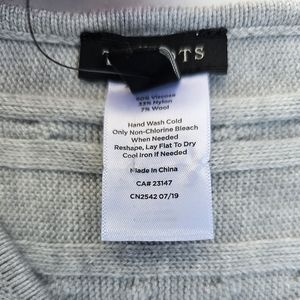 60% Viscose
33% Nylon
7% Wool
Hand Wash Cold
Only Non-Chlorine Bleach
When Needed
Reshape, Lay Flat To Dry
Cool Iron If Needed
Made In China
CA# 23147
CN2542 07/19